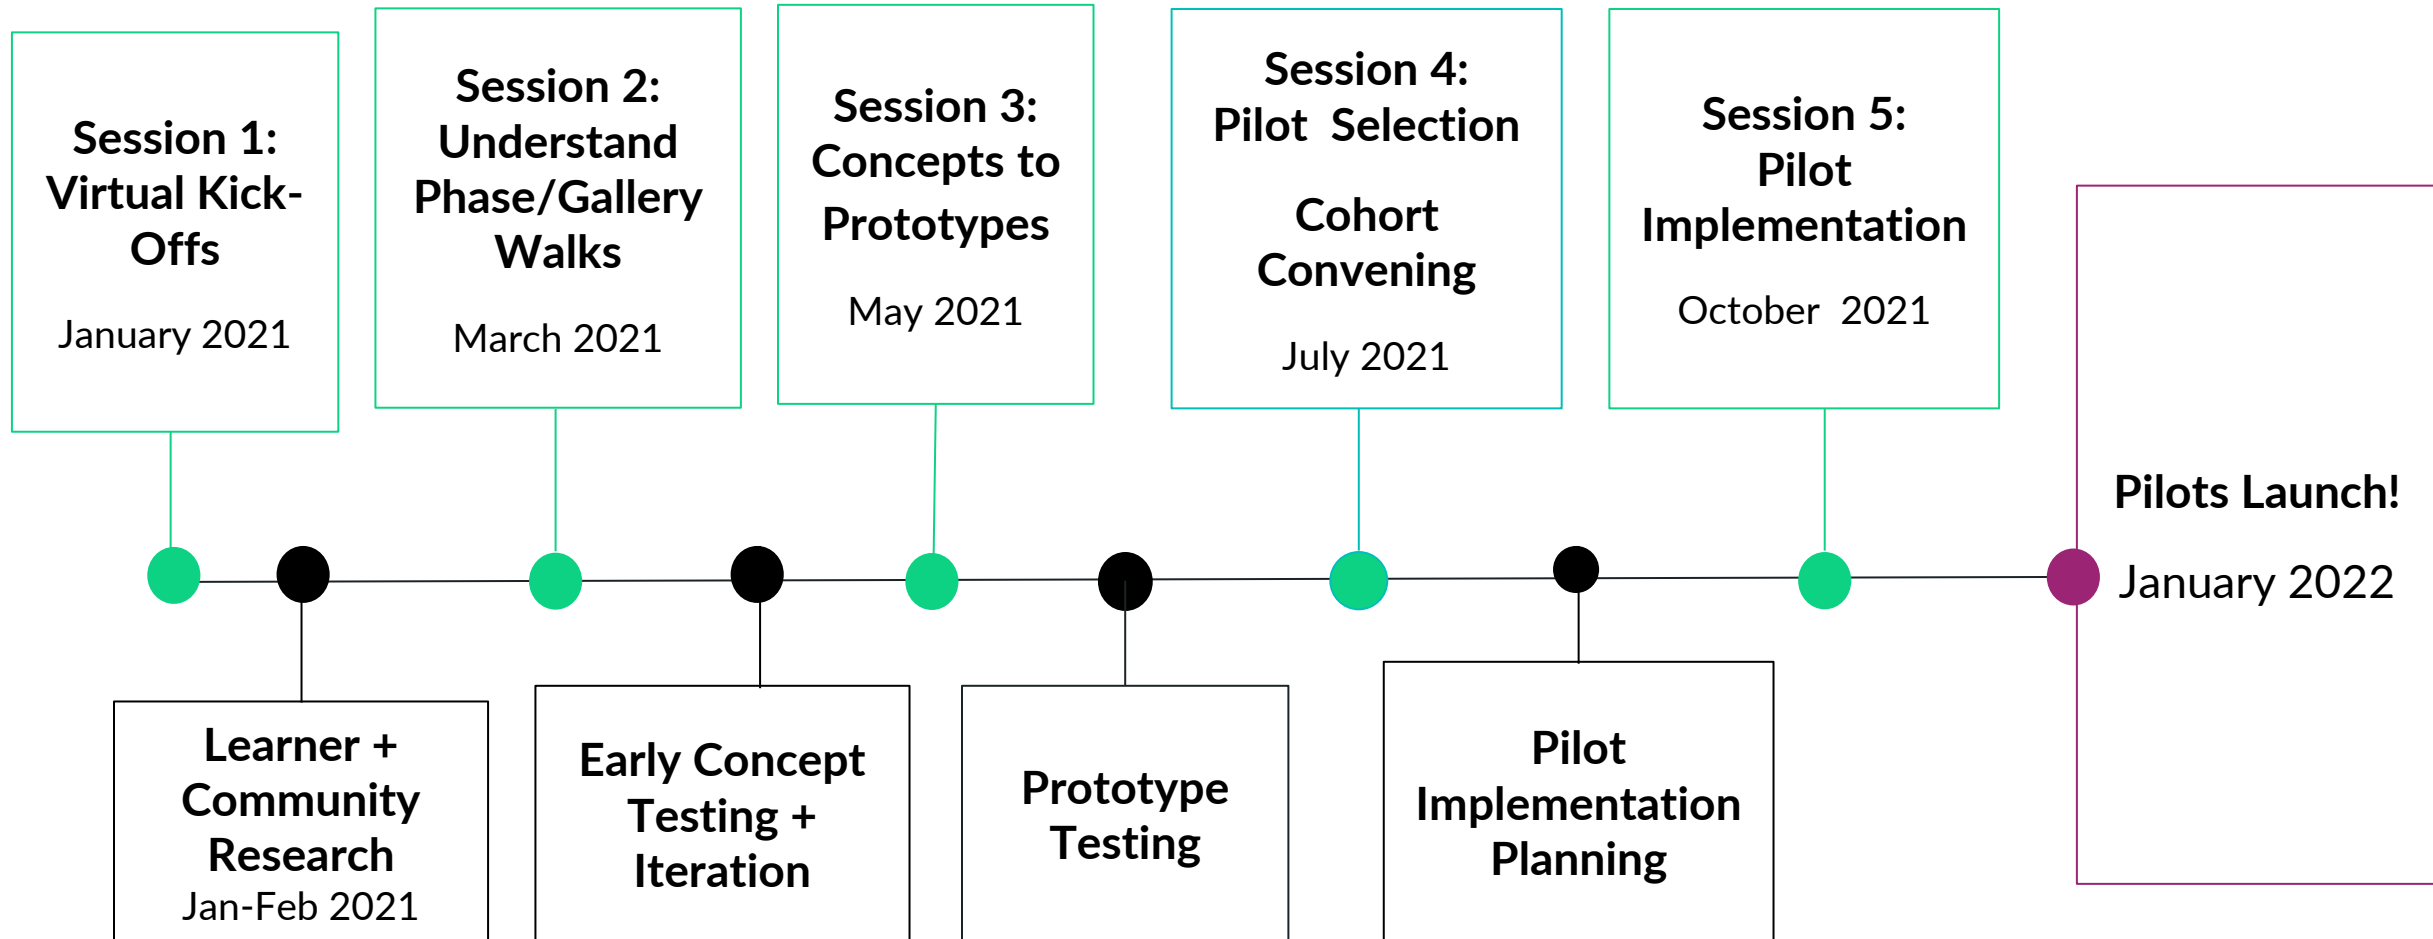 Session 1:
Virtual Kick-
Offs
January 2021
Session 2:
Understand
Phase/Gallery
Walks
March 2021
Session 3:
Concepts to
Prototypes
May 2021
Session 4:
Pilot  Selection
Cohort
Convening
July 2021
Session 5:
Pilot
Implementation
October  2021
Pilots Launch!
January 2022
Learner +
Community
Research
Jan-Feb 2021
Early Concept
Testing +
Iteration
Prototype
Testing
Pilot
Implementation
Planning